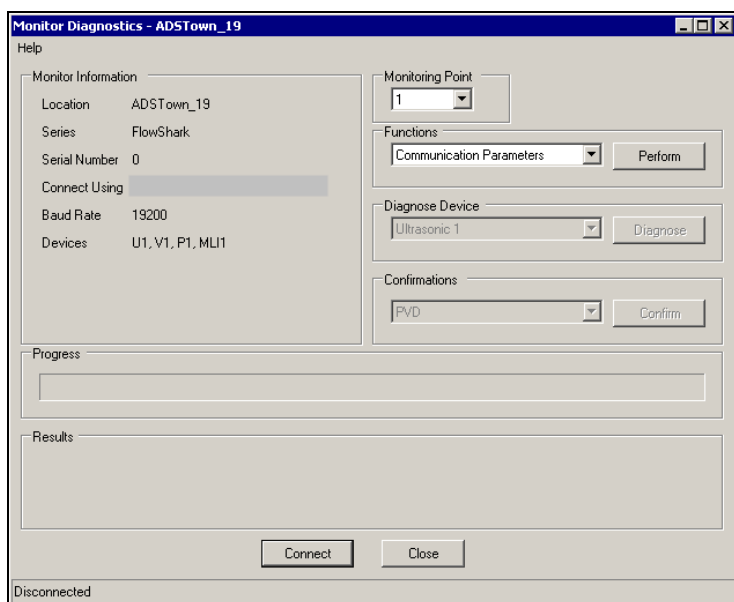 Monitor Diagnostics - ADSTown_19
Help
Monitor Information
Location ADSTown_19
Series FlowShark
Serial Number 0
Connect Using
Baud Rate 19200
Devices U1, V1, P1, MLI1
Monitoring Point
1
Functions
Communication Parameters Perform
Diagnose Device
Ultrasonic 1 Diagnose
Confirmations
PVD Confirm
Progress
Results
Connect Close
Disconnected